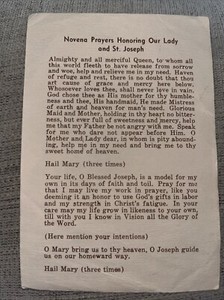 Novena Prayers Honoring Our Lady
and St. Joseph
Almighty and all merciful Queen, to whom all
this world fleeth to have release from sorrow
and woe, help and relieve me in my need. Haven
of refuge and rest, there is no doubt that thou
art cause of grace and mercy here below.
Whosoever loves thee, shall never love in vain.
God chose thee as His mother for thy humble-
ness and thee, His handmaid, He made Mistress
of earth and heaven for man's need. Glorious
Maid and Mother, holding in thy heart no bitter-
ness, but ever full of sweetness and mercy, help
me that my Father be not angry with me. Speak
for me who dare not appear before Him. O
Mother and Lady dear, in whom is pity abound-
ing, help me in my need and bring me to thy
sweet home of heaven.
Hail Mary (three times)
Your life, O Blessed Joseph, is a model for my
own in its days of faith and toil. Pray for me
that I may live my work in prayer, like you
deeming it an honor to use God's gifts in labor
and my strength in Christ's fatigue. In your
care may my life grow in likeness to your own,
till with you I know in Vision all the Glory of
the Word.
(Here mention your intentions)
O Mary bring us to thy heaven, O Joseph guide
us on our homeward way.
Hail Mary (three times)